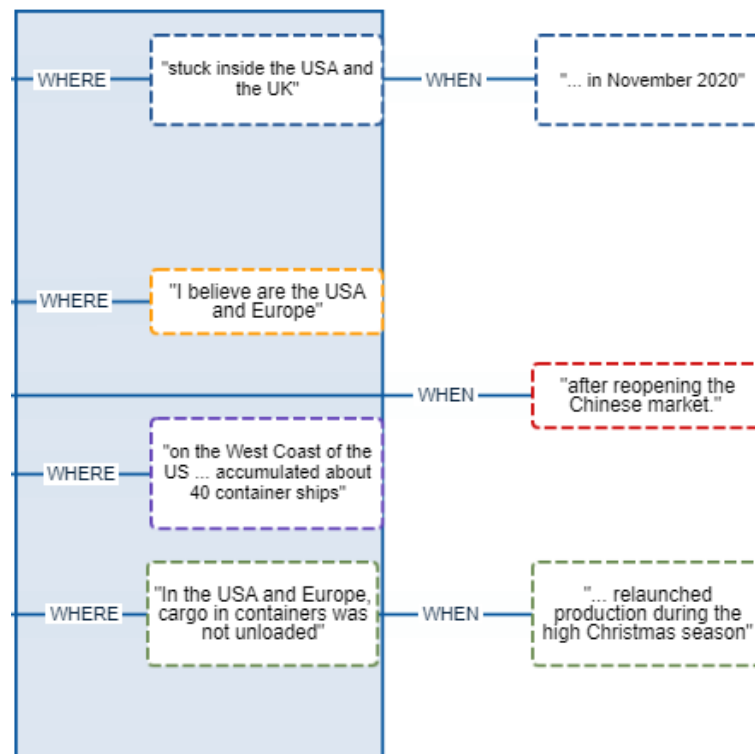 WHERE
"stuck inside the USA and
the UK"
WHEN
"... in November 2020"
WHERE
"I believe are the USA
and Europe"
WHEN
"after reopening the
Chinese market."
WHERE
"on the West Coast of the
US ... accumulated about
40 container ships"
WHERE
"In the USA and Europe,
cargo in containers was
not unloaded"
WHEN
"... relaunched
production during the
high Christmas season"